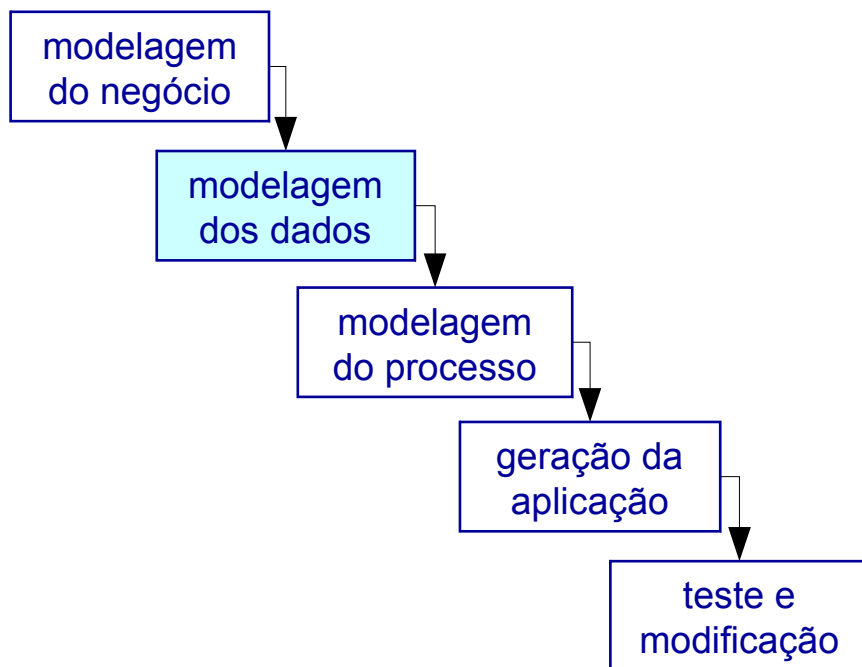 modelagem
do negócio
modelagem
dos dados
modelagem
do processo
geração da
aplicação
teste e
modificação